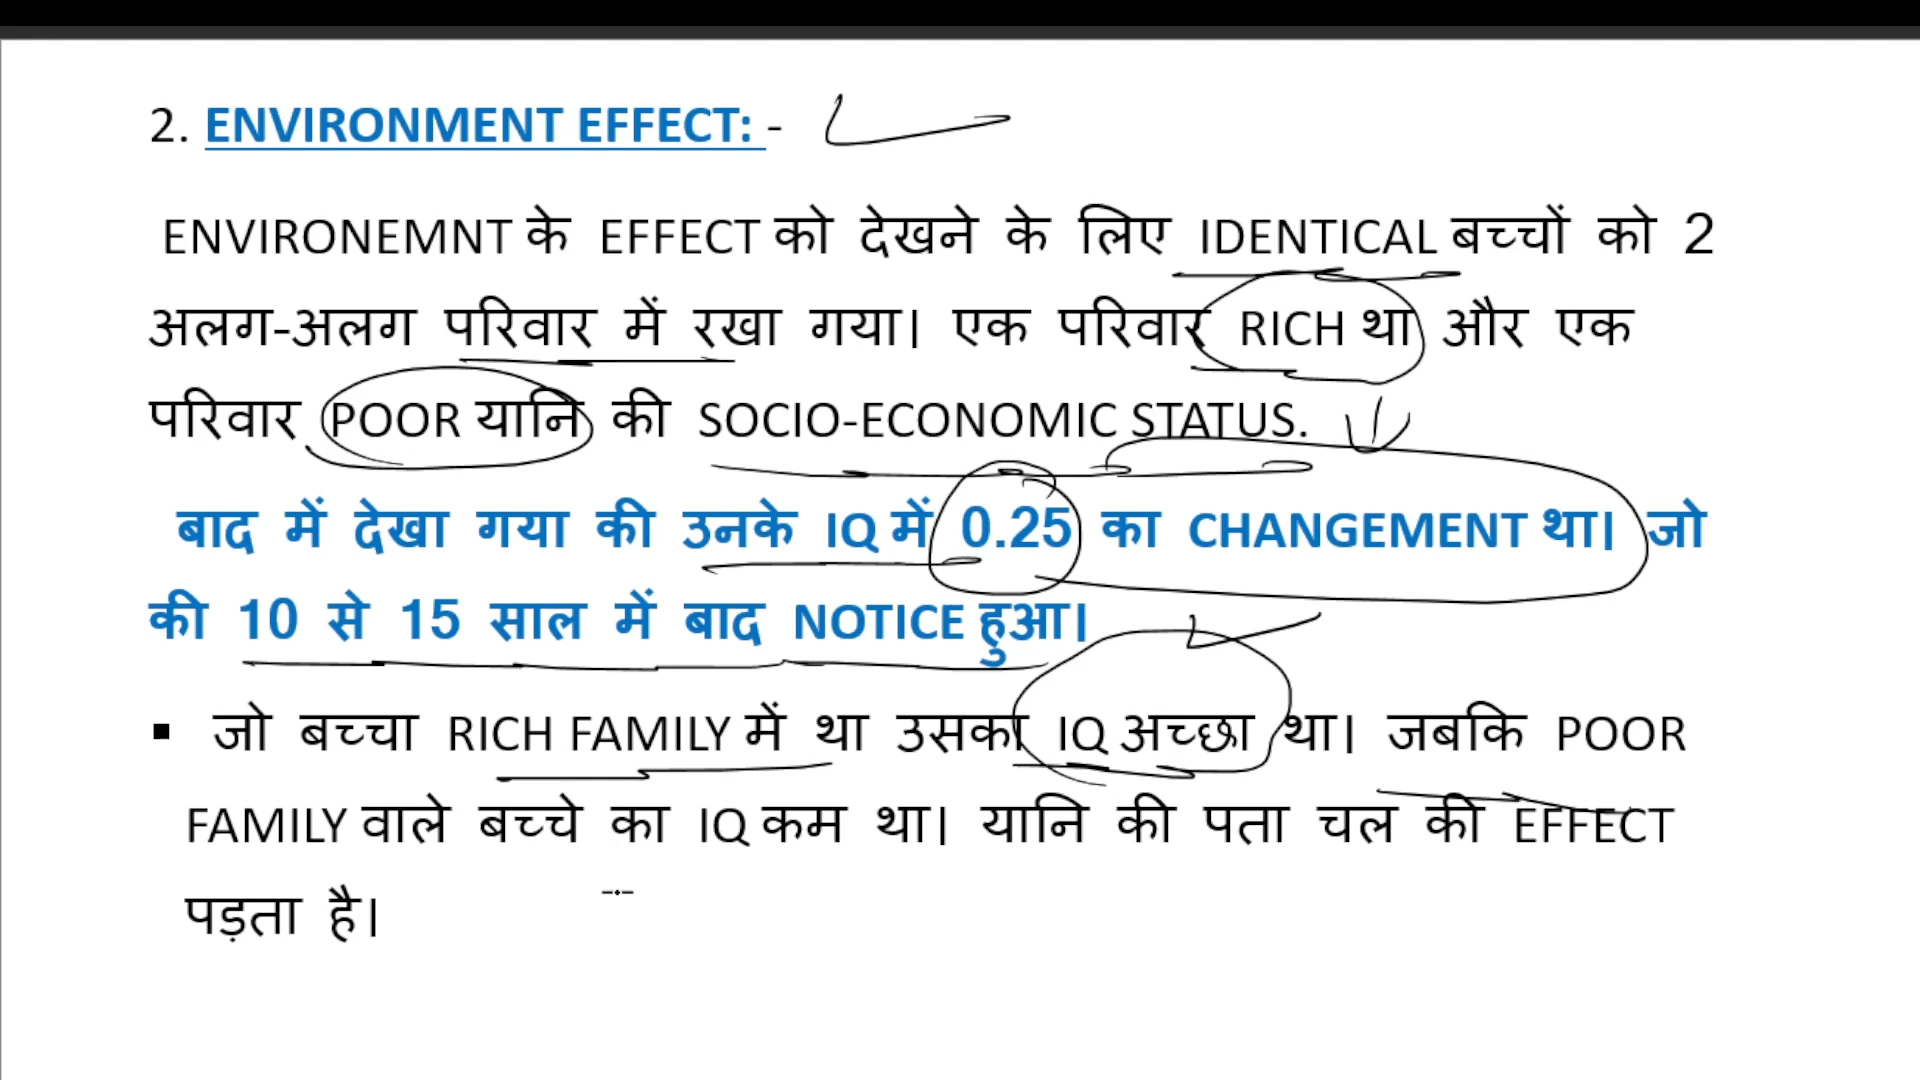 2. ENVIRONMENT EFFECT: -
ENVIRONEMNT के EFFECT को देखने के लिए IDENTICAL बच्चों को 2
अलग-अलग परिवार में रखा गया। एक परिवार RICH था और एक
परिवार POOR यानि की SOCIO-ECONOMIC STATUS.
बाद में देखा गया की उनके IQ में 0.25 का CHANGEMENT था। जो
की 10 से 15 साल में बाद NOTICE हुआ।
▪ जो बच्चा RICH FAMILY में था उसका IQ अच्छा था। जबकि POOR
FAMILY वाले बच्चे का IQ कम था। यानि की पता चल की EFFECT
पड़ता है।